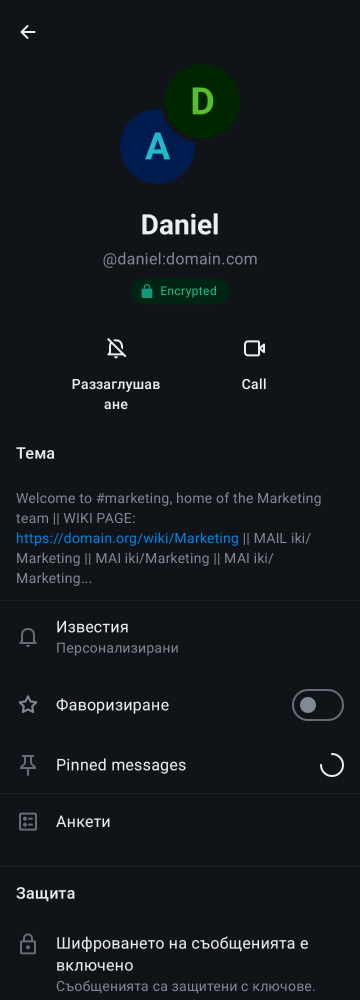 D
A
Daniel
@daniel:domain.com
Encrypted
Раззаглушав
ане
Call
Тема
Welcome to #marketing, home of the Marketing
team || WIKI PAGE:
https://domain.org/wiki/Marketing || MAIL iki/
Marketing || MAI iki/Marketing || MAI iki/
Marketing...
Известия
Персонализирани
Фаворизиране
Pinned messages
Анкети
Защита
Шифроването на съобщенията е
включено
Съобщенията са защитени с ключове.